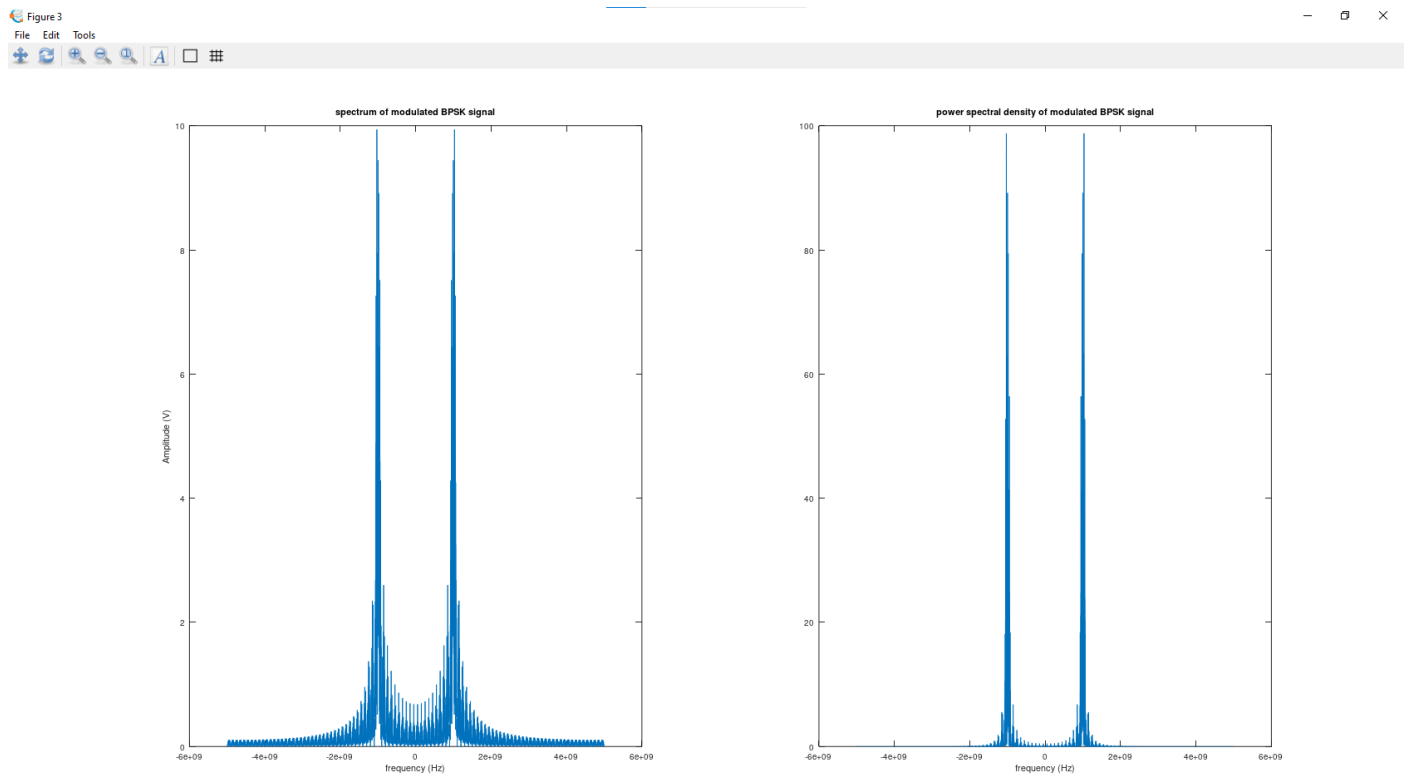 Figure 3
File Edit Tools
A
spectrum of modulated BPSK signal
10
8
6
4
2
0
Amplitude (V)
-6e+09 -4e+09 -2e+09 0 2e+09 4e+09 6e+09
frequency (Hz)
power spectral density of modulated BPSK signal
100
80
60
40
20
0
-6e+09 -4e+09 -2e+09 0 2e+09 4e+09 6e+09
frequency (Hz)